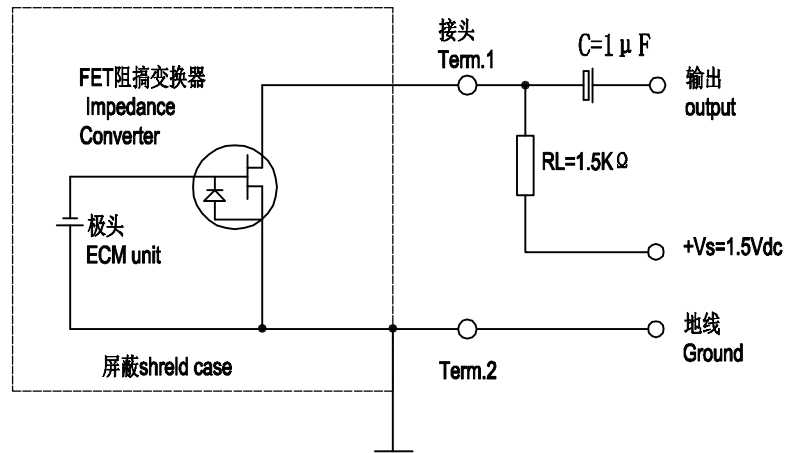 接头
Term.1
C=1μF
FET阻搞变换器
Impedance
Converter
输出
output
RL=1.5KΩ
极头
ECM unit
+Vs=1.5Vdc
地线
Ground
屏蔽shreld case
Term.2